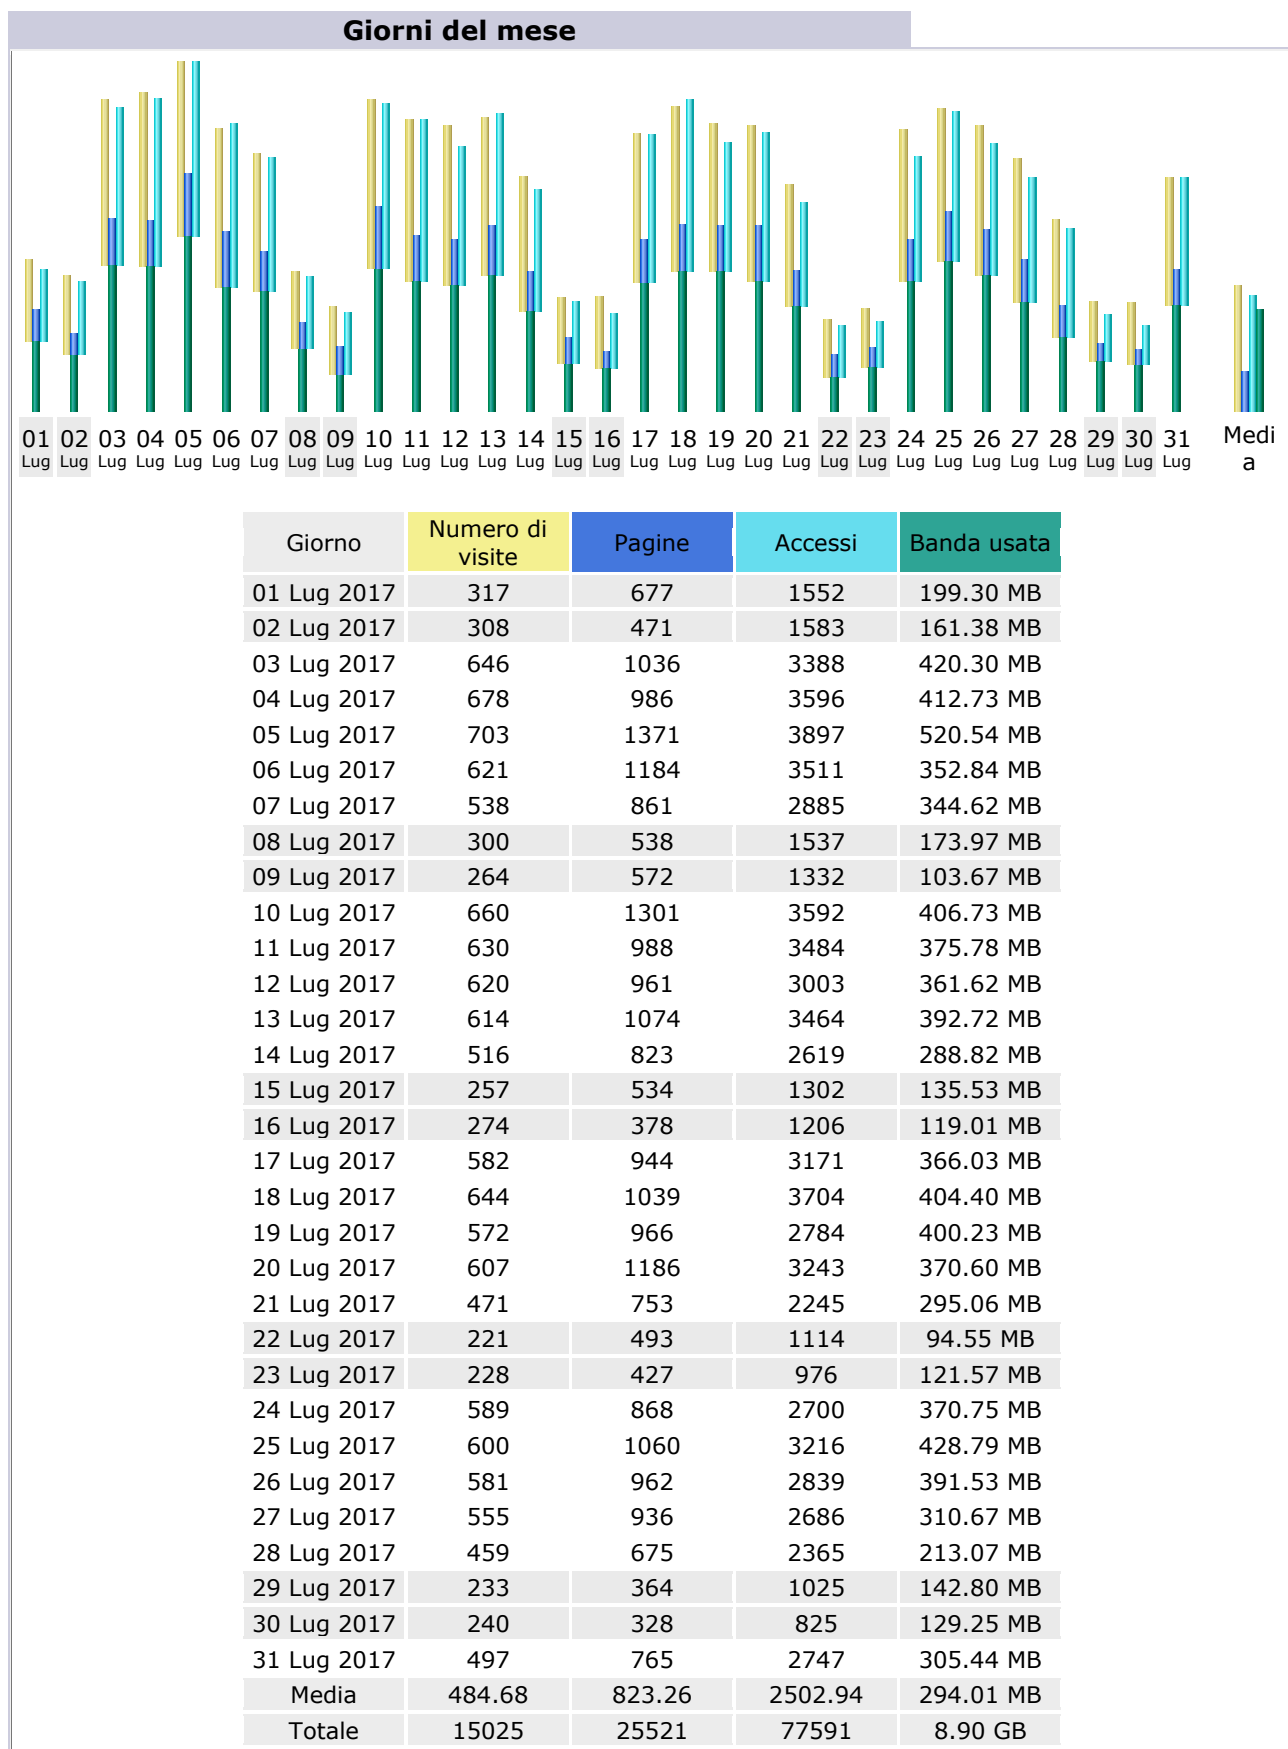 Giorni del mese
01 02 03 04 05 06 07 08 09 10 11 12 13 14 15 16 17 18 19 20 21 22 23 24 25 26 27 28 29 30 31 Medi
Lug Lug Lug Lug Lug Lug Lug Lug Lug Lug Lug Lug Lug Lug Lug Lug Lug Lug Lug Lug Lug Lug Lug Lug Lug Lug Lug Lug Lug Lug Lug a
Giorno Numero di visite Pagine Accessi Banda usata
01 Lug 2017 317 677 1552 199.30 MB
02 Lug 2017 308 471 1583 161.38 MB
03 Lug 2017 646 1036 3388 420.30 MB
04 Lug 2017 678 986 3596 412.73 MB
05 Lug 2017 703 1371 3897 520.54 MB
06 Lug 2017 621 1184 3511 352.84 MB
07 Lug 2017 538 861 2885 344.62 MB
08 Lug 2017 300 538 1537 173.97 MB
09 Lug 2017 264 572 1332 103.67 MB
10 Lug 2017 660 1301 3592 406.73 MB
11 Lug 2017 630 988 3484 375.78 MB
12 Lug 2017 620 961 3003 361.62 MB
13 Lug 2017 614 1074 3464 392.72 MB
14 Lug 2017 516 823 2619 288.82 MB
15 Lug 2017 257 534 1302 135.53 MB
16 Lug 2017 274 378 1206 119.01 MB
17 Lug 2017 582 944 3171 366.03 MB
18 Lug 2017 644 1039 3704 404.40 MB
19 Lug 2017 572 966 2784 400.23 MB
20 Lug 2017 607 1186 3243 370.60 MB
21 Lug 2017 471 753 2245 295.06 MB
22 Lug 2017 221 493 1114 94.55 MB
23 Lug 2017 228 427 976 121.57 MB
24 Lug 2017 589 868 2700 370.75 MB
25 Lug 2017 600 1060 3216 428.79 MB
26 Lug 2017 581 962 2839 391.53 MB
27 Lug 2017 555 936 2686 310.67 MB
28 Lug 2017 459 675 2365 213.07 MB
29 Lug 2017 233 364 1025 142.80 MB
30 Lug 2017 240 328 825 129.25 MB
31 Lug 2017 497 765 2747 305.44 MB
Media 484.68 823.26 2502.94 294.01 MB
Totale 15025 25521 77591 8.90 GB